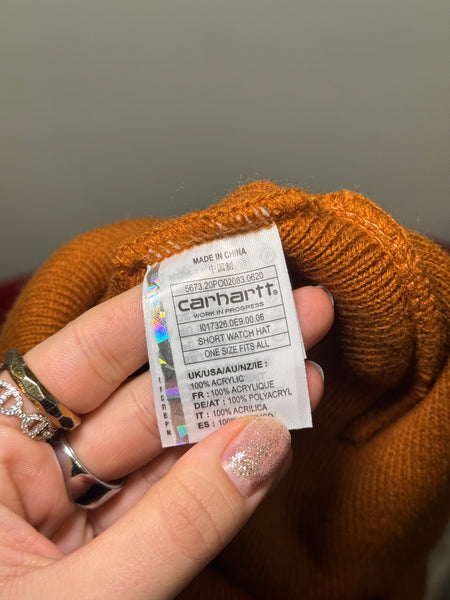 MADE IN CHINA
中国制
5673.20PO02083.0620
carhartt.
WORK IN PROGRESS
I017326.0E9.00.06
SHORT WATCH HAT
ONE SIZE FITS ALL
UK/USA/AU/NZ/IE :
100% ACRYLIC
FR : 100% ACRYLIQUE
DE/AT : 100% POLYACRYL
IT : 100% ACRILICA
ES : 100%